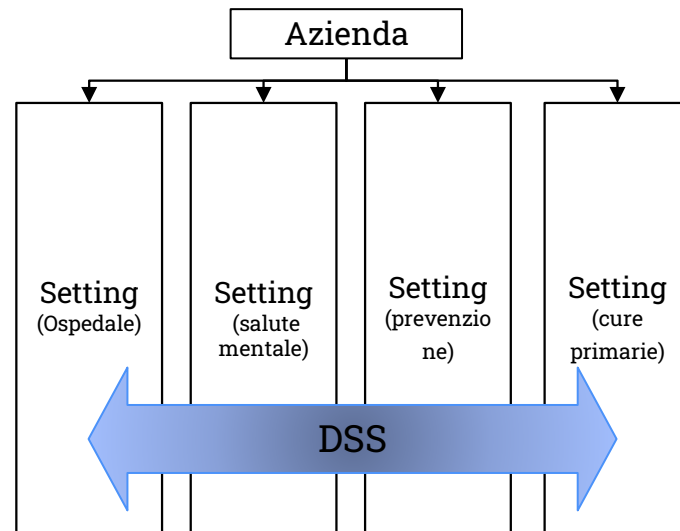 Azienda
Setting
(Ospedale)
Setting
(salute
mentale)
Setting
(prevenzio
ne)
Setting
(cure
primarie)
DSS